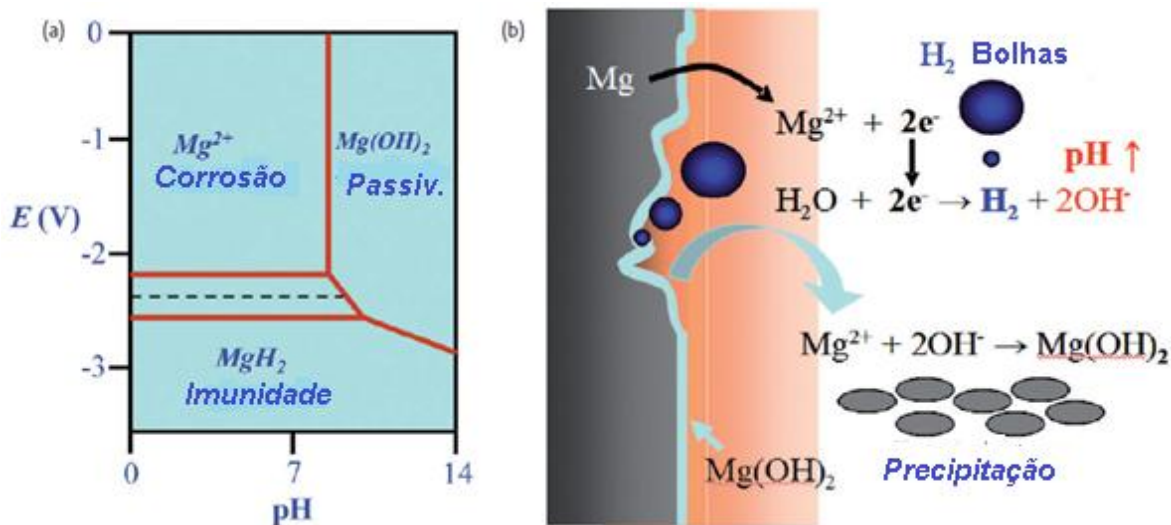 (a)
0
-1
E (V)
-2
-3
Mg²⁺
Corrosão
Mg(OH)₂
Passiv.
MgH₂
Imunidade
0
7
14
pH
(b)
Mg
H₂ Bolhas
Mg²⁺ + 2e⁻
pH ↑
H₂O + 2e⁻ → H₂ + 2OH⁻
Mg²⁺ + 2OH⁻ → Mg(OH)₂
Mg(OH)₂
Precipitação